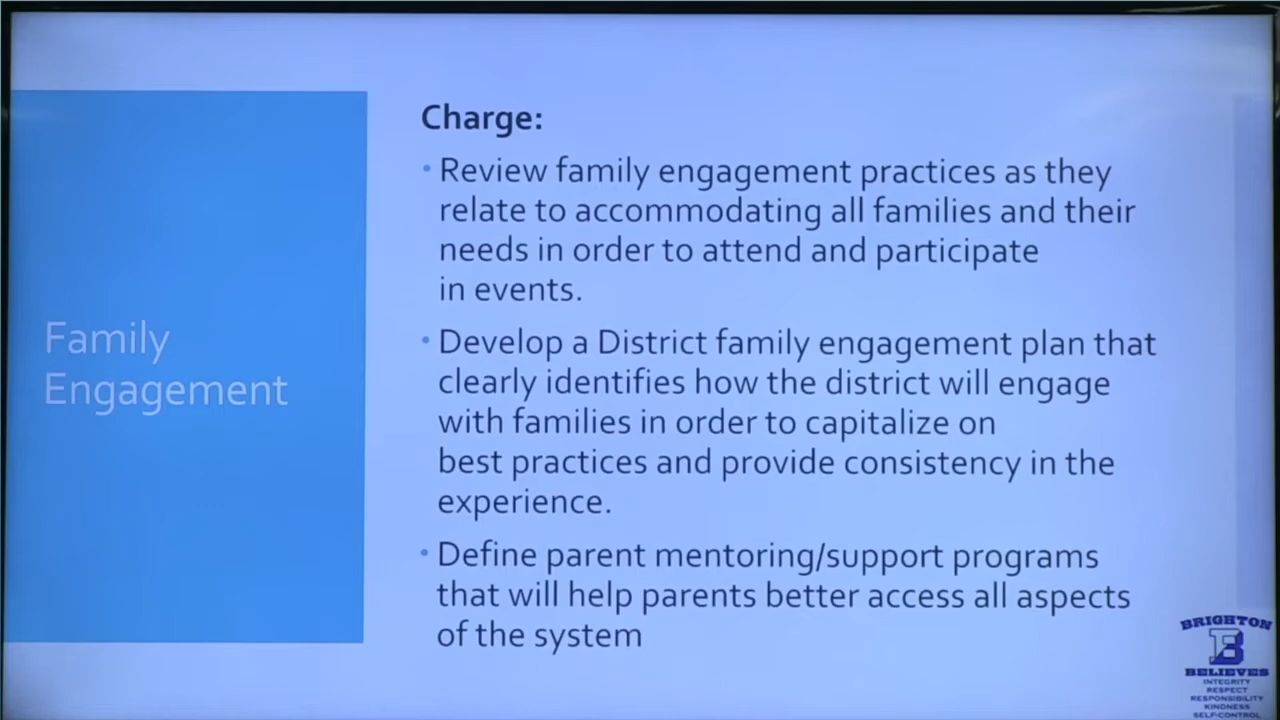 Family
Engagement
Charge:
• Review family engagement practices as they
relate to accommodating all families and their
needs in order to attend and participate
in events.
• Develop a District family engagement plan that
clearly identifies how the district will engage
with families in order to capitalize on
best practices and provide consistency in the
experience.
• Define parent mentoring/support programs
that will help parents better access all aspects
of the system
BRIGHTON
B
BELIEVES
INTEGRITY
RESPECT
RESPONSIBILITY
KINDNESS
SELF-CONTROL